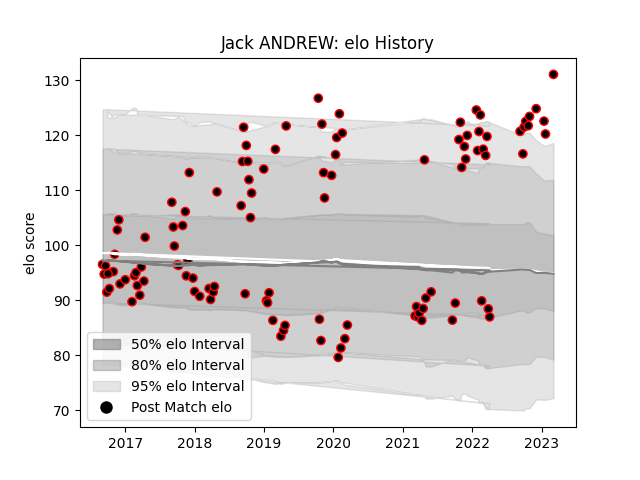 Jack ANDREW: elo History
130
120
110
100
90
80
70
elo score
50% elo Interval
80% elo Interval
95% elo Interval
Post Match elo
2017 2018 2019 2020 2021 2022 2023